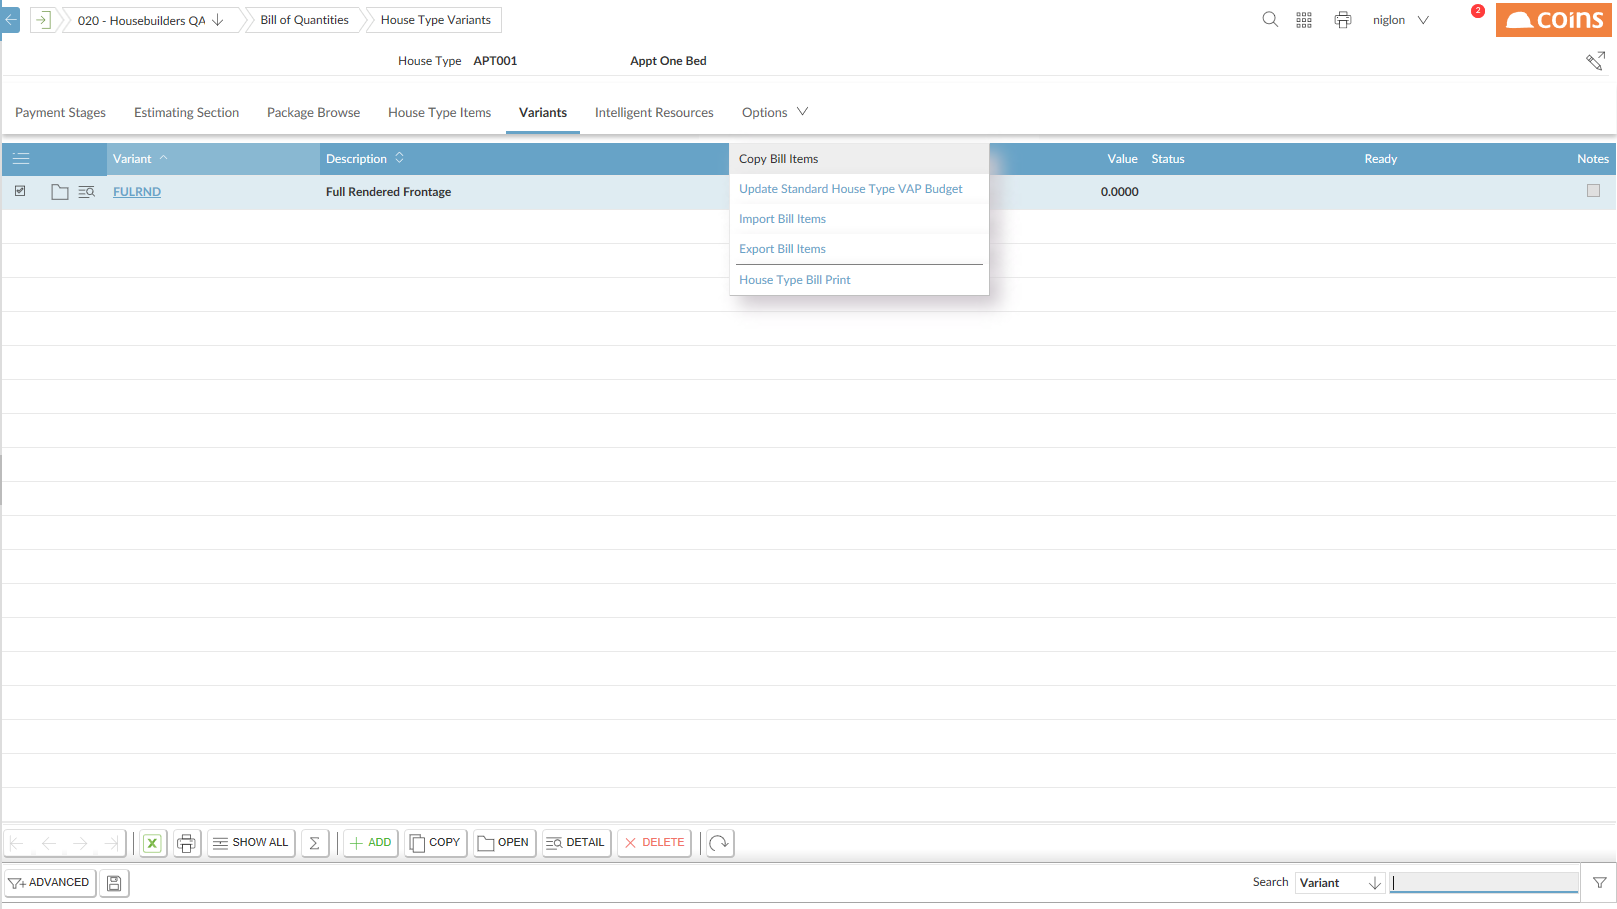 020 - Housebuilders QA
Bill of Quantities
House Type Variants
niglon
2
coins
House Type APT001 Appt One Bed
Payment Stages Estimating Section Package Browse House Type Items Variants Intelligent Resources Options
Variant Description Value Status Ready Notes
FULRND Full Rendered Frontage 0.0000
Copy Bill Items
Update Standard House Type VAP Budget
Import Bill Items
Export Bill Items
House Type Bill Print
X SHOW ALL Σ ADD COPY OPEN DETAIL DELETE
ADVANCED Search Variant